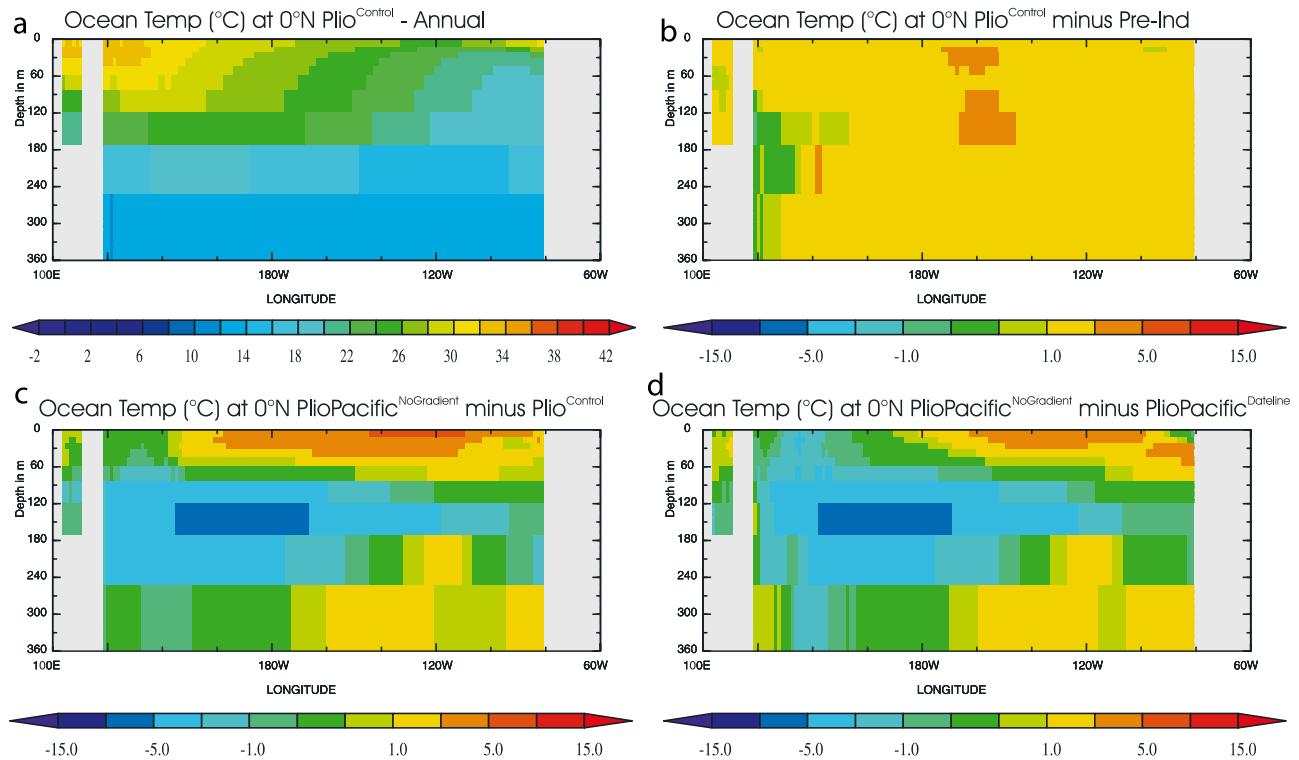 a Ocean Temp (°C) at 0°N Plio^Control - Annual
Depth in m
0
60
120
180
240
300
360
100E 180W 120W 60W
LONGITUDE
-2 2 6 10 14 18 22 26 30 34 38 42
b Ocean Temp (°C) at 0°N Plio^Control minus Pre-Ind
Depth in m
0
60
120
180
240
300
360
100E 180W 120W 60W
LONGITUDE
-15.0 -5.0 -1.0 1.0 5.0 15.0
c Ocean Temp (°C) at 0°N PlioPacific^NoGradient minus Plio^Control
Depth in m
0
60
120
180
240
300
360
100E 180W 120W 60W
LONGITUDE
-15.0 -5.0 -1.0 1.0 5.0 15.0
d Ocean Temp (°C) at 0°N PlioPacific^NoGradient minus PlioPacific^Dateline
Depth in m
0
60
120
180
240
300
360
100E 180W 120W 60W
LONGITUDE
-15.0 -5.0 -1.0 1.0 5.0 15.0